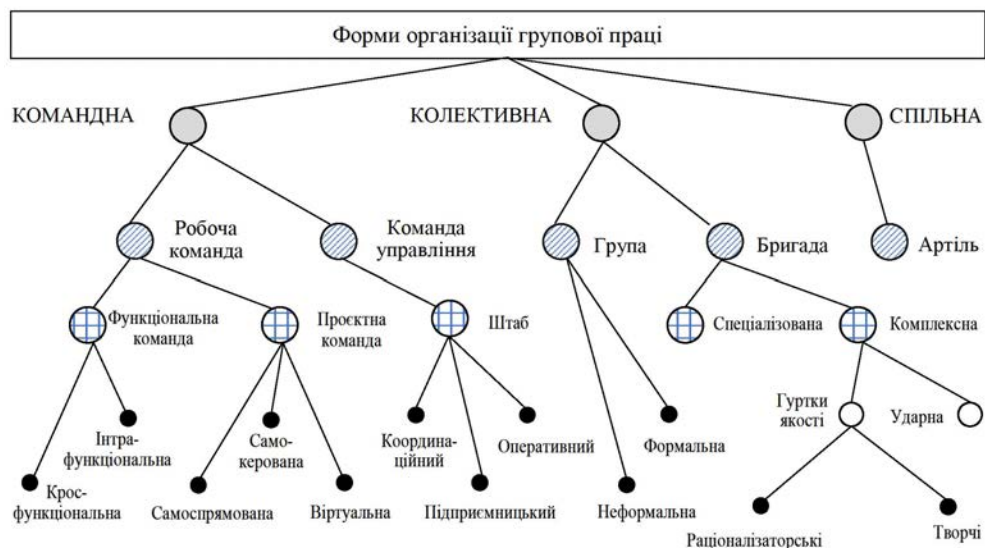 Форми організації групової праці
КОМАНДНА
КОЛЕКТИВНА
СПІЛЬНА
Робоча
команда
Команда
управління
Група
Бригада
Артіль
Функціональна
команда
Проєктна
команда
Штаб
Спеціалізована
Комплексна
Інтра-
функціональна
Само-
керована
Координа-
ційний
Оперативний
Формальна
Гуртки
якості
Ударна
Крос-
функціональна
Самоспрямована
Віртуальна
Підприємницький
Неформальна
Раціоналізаторські
Творчі